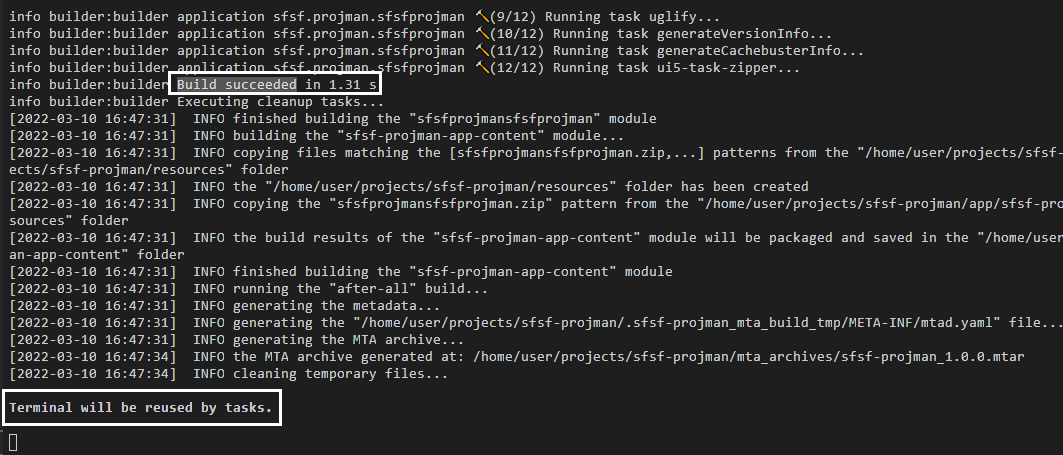 info builder:builder application sfsf.projman.sfsfprojman 🔨(9/12) Running task uglify...
info builder:builder application sfsf.projman.sfsfprojman 🔨(10/12) Running task generateVersionInfo...
info builder:builder application sfsf.projman.sfsfprojman 🔨(11/12) Running task generateCachebusterInfo...
info builder:builder application sfsf.projman.sfsfprojman 🔨(12/12) Running task ui5-task-zipper...
info builder:builder Build succeeded in 1.31 s
info builder:builder Executing cleanup tasks...
[2022-03-10 16:47:31]  INFO finished building the "sfsfprojmansfsfprojman" module
[2022-03-10 16:47:31]  INFO building the "sfsf-projman-app-content" module...
[2022-03-10 16:47:31]  INFO copying files matching the [sfsfprojmansfsfprojman.zip,...] patterns from the "/home/user/projects/sfsf-
ects/sfsf-projman/resources" folder
[2022-03-10 16:47:31]  INFO the "/home/user/projects/sfsf-projman/resources" folder has been created
[2022-03-10 16:47:31]  INFO copying the "sfsfprojmansfsfprojman.zip" pattern from the "/home/user/projects/sfsf-projman/app/sfsf-pro
sources" folder
[2022-03-10 16:47:31]  INFO the build results of the "sfsf-projman-app-content" module will be packaged and saved in the "/home/user
an-app-content" folder
[2022-03-10 16:47:31]  INFO finished building the "sfsf-projman-app-content" module
[2022-03-10 16:47:31]  INFO running the "after-all" build...
[2022-03-10 16:47:31]  INFO generating the metadata...
[2022-03-10 16:47:31]  INFO generating the "/home/user/projects/sfsf-projman/.sfsf-projman_mta_build_tmp/META-INF/mtad.yaml" file...
[2022-03-10 16:47:31]  INFO generating the MTA archive...
[2022-03-10 16:47:34]  INFO the MTA archive generated at: /home/user/projects/sfsf-projman/mta_archives/sfsf-projman_1.0.0.mtar
[2022-03-10 16:47:34]  INFO cleaning temporary files...
Terminal will be reused by tasks.